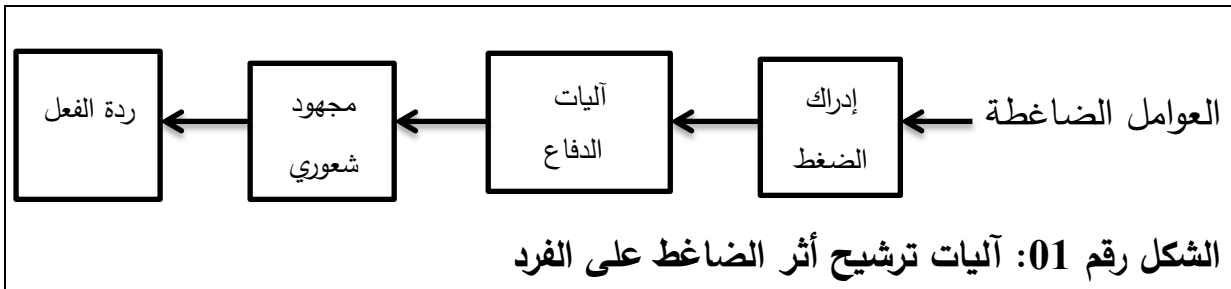 العوامل الضاغطة
إدراك
الضغط
آليات
الدفاع
مجهود
شعوري
ردة الفعل
الشكل رقم 01: آليات ترشيح أثر الضاغط على الفرد